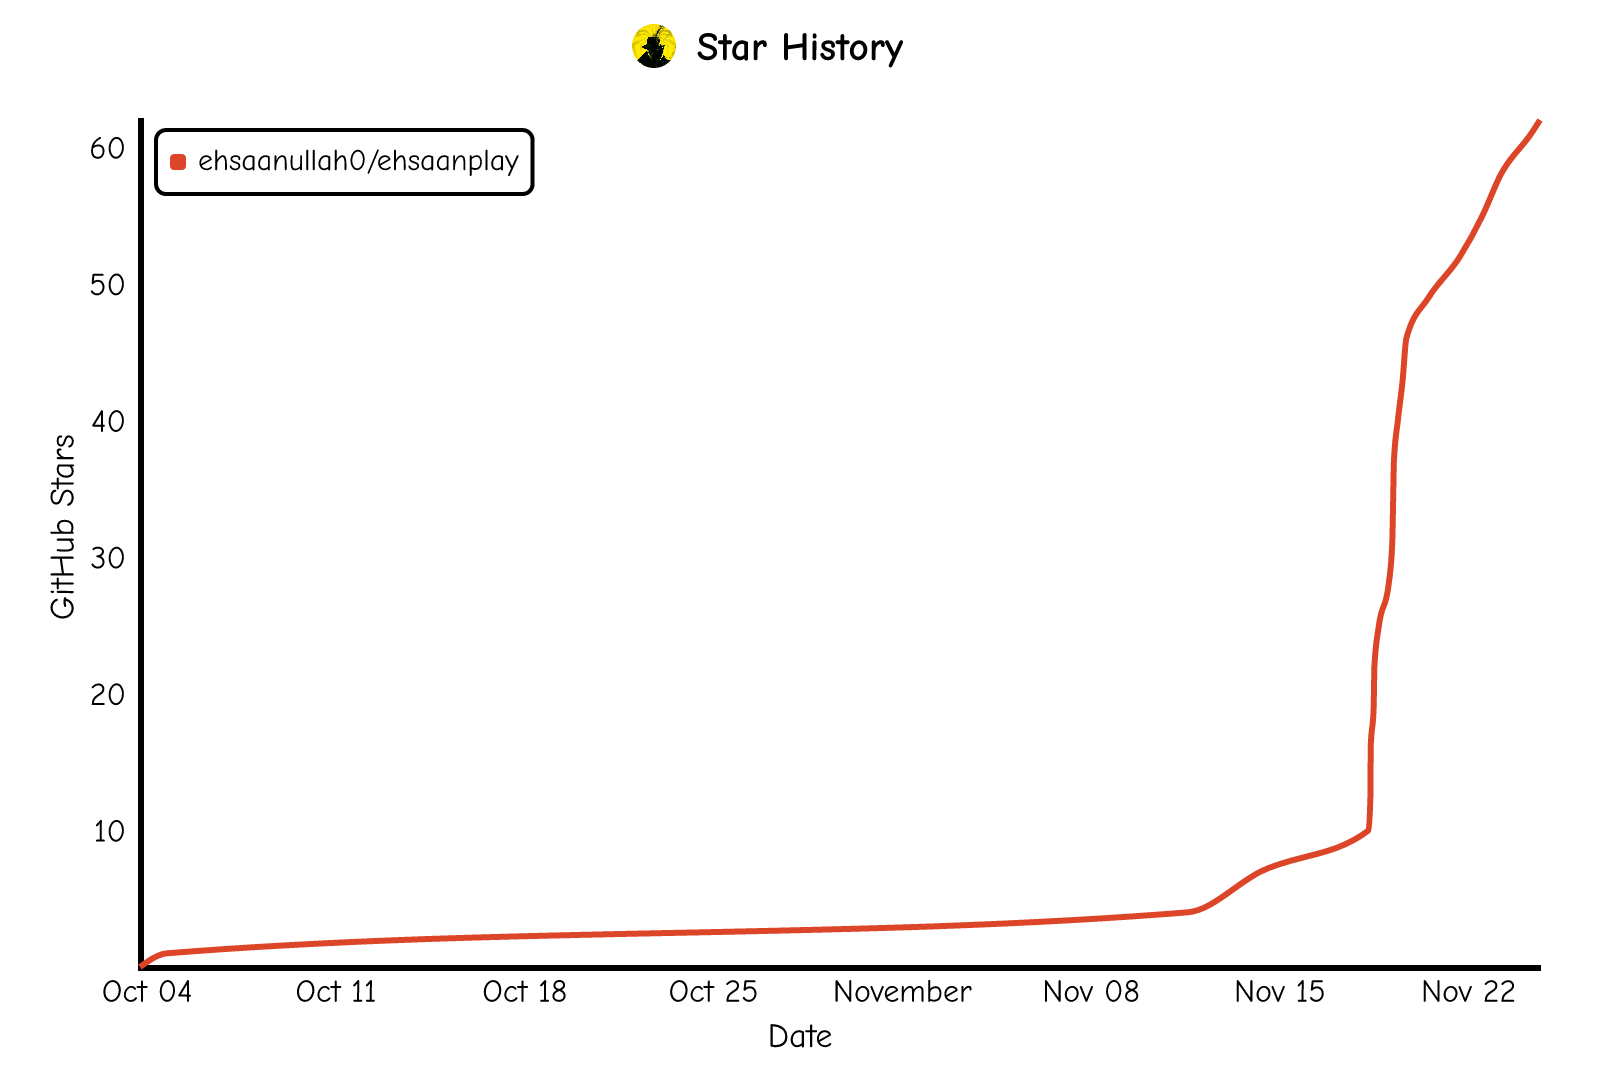 Star History
ehsaanullah0/ehsaanplay
60
50
40
30
20
10
GitHub Stars
Oct 04 Oct 11 Oct 18 Oct 25 November Nov 08 Nov 15 Nov 22
Date